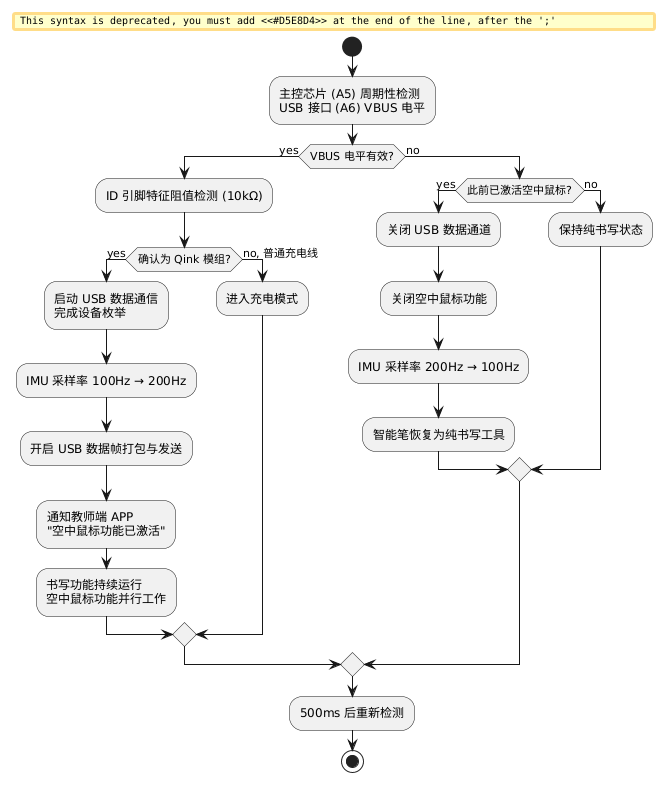 This syntax is deprecated, you must add <<#D5E8D4>> at the end of the line, after the ';'
主控芯片 (A5) 周期性检测
USB 接口 (A6) VBUS 电平
yes
VBUS 电平有效?
no
ID 引脚特征阻值检测 (10kΩ)
yes
确认为 Qink 模组?
no, 普通充电线
启动 USB 数据通信
完成设备枚举
进入充电模式
IMU 采样率 100Hz → 200Hz
开启 USB 数据帧打包与发送
通知教师端 APP
"空中鼠标功能已激活"
书写功能持续运行
空中鼠标功能并行工作
yes
此前已激活空中鼠标?
no
关闭 USB 数据通道
保持纯书写状态
关闭空中鼠标功能
IMU 采样率 200Hz → 100Hz
智能笔恢复为纯书写工具
500ms 后重新检测